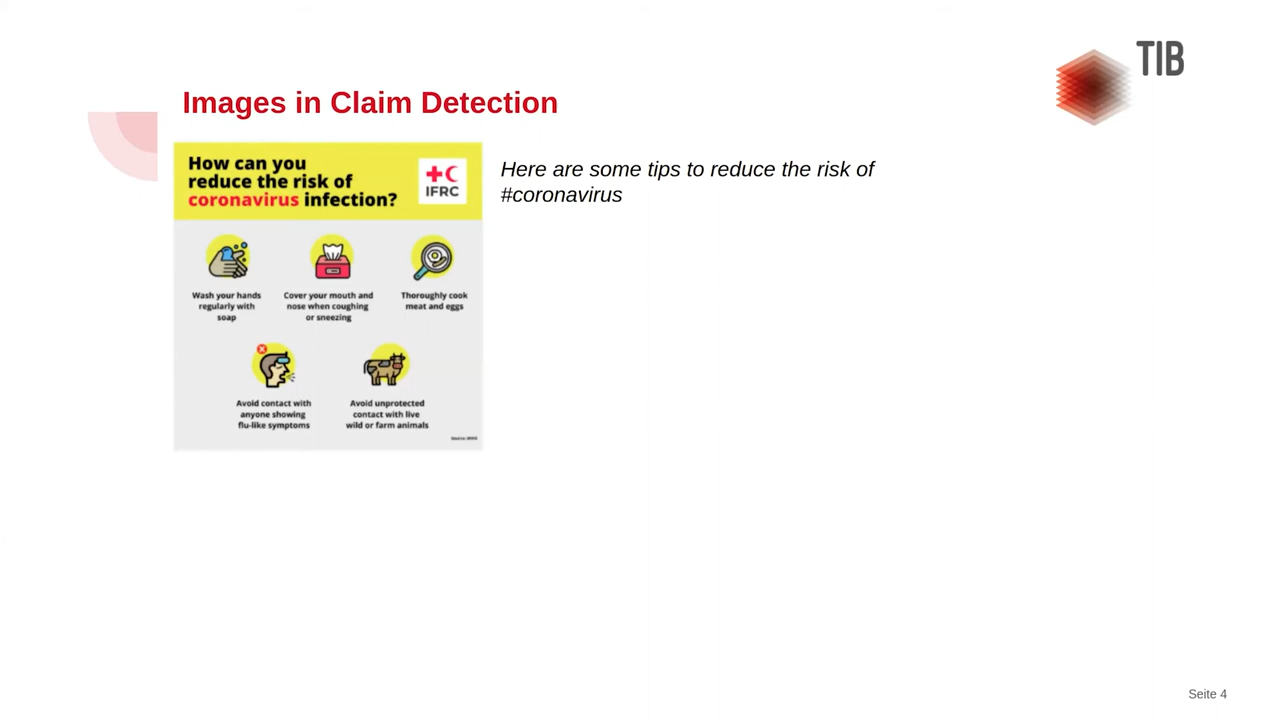 TIB
Images in Claim Detection
How can you
reduce the risk of
coronavirus infection?
IFRC
Here are some tips to reduce the risk of
#coronavirus
Wash your hands
regularly with
soap
Cover your mouth and
nose when coughing
or sneezing
Thoroughly cook
meat and eggs
Avoid contact with
anyone showing
flu-like symptoms
Avoid unprotected
contact with live
wild or farm animals
Seite 4